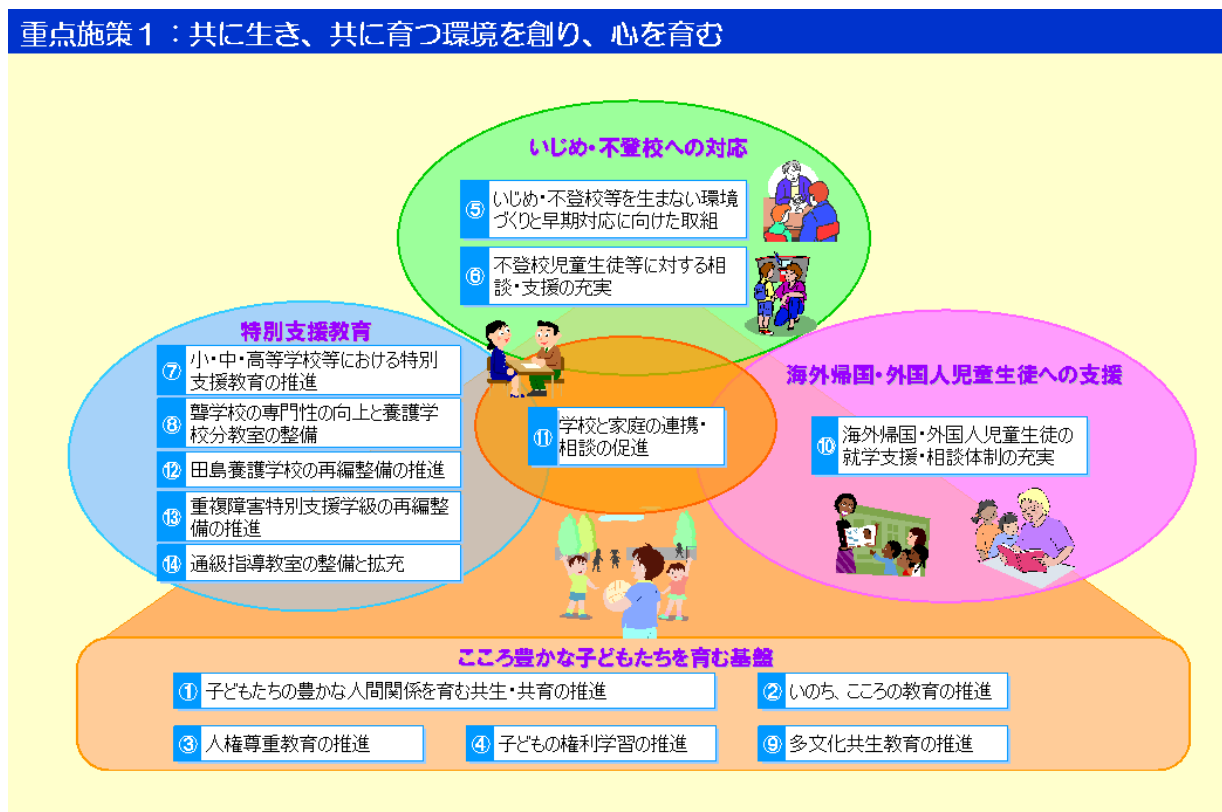 重点施策１：共に生き、共に育つ環境を創り、心を育む
いじめ・不登校への対応
⑤ いじめ・不登校等を生まない環境
づくりと早期対応に向けた取組
⑥ 不登校児童生徒等に対する相
談・支援の充実
特別支援教育
⑦ 小・中・高等学校等における特別
支援教育の推進
⑧ 聾学校の専門性の向上と養護学
校分教室の整備
⑫ 田島養護学校の再編整備の推進
⑬ 重複障害特別支援学級の再編整
備の推進
⑭ 通級指導教室の整備と拡充
⑪ 学校と家庭の連携・
相談の促進
海外帰国・外国人児童生徒への支援
⑩ 海外帰国・外国人児童生徒の
就学支援・相談体制の充実
こころ豊かな子どもたちを育む基盤
① 子どもたちの豊かな人間関係を育む共生・共育の推進
② いのち、こころの教育の推進
③ 人権尊重教育の推進
④ 子どもの権利学習の推進
⑨ 多文化共生教育の推進